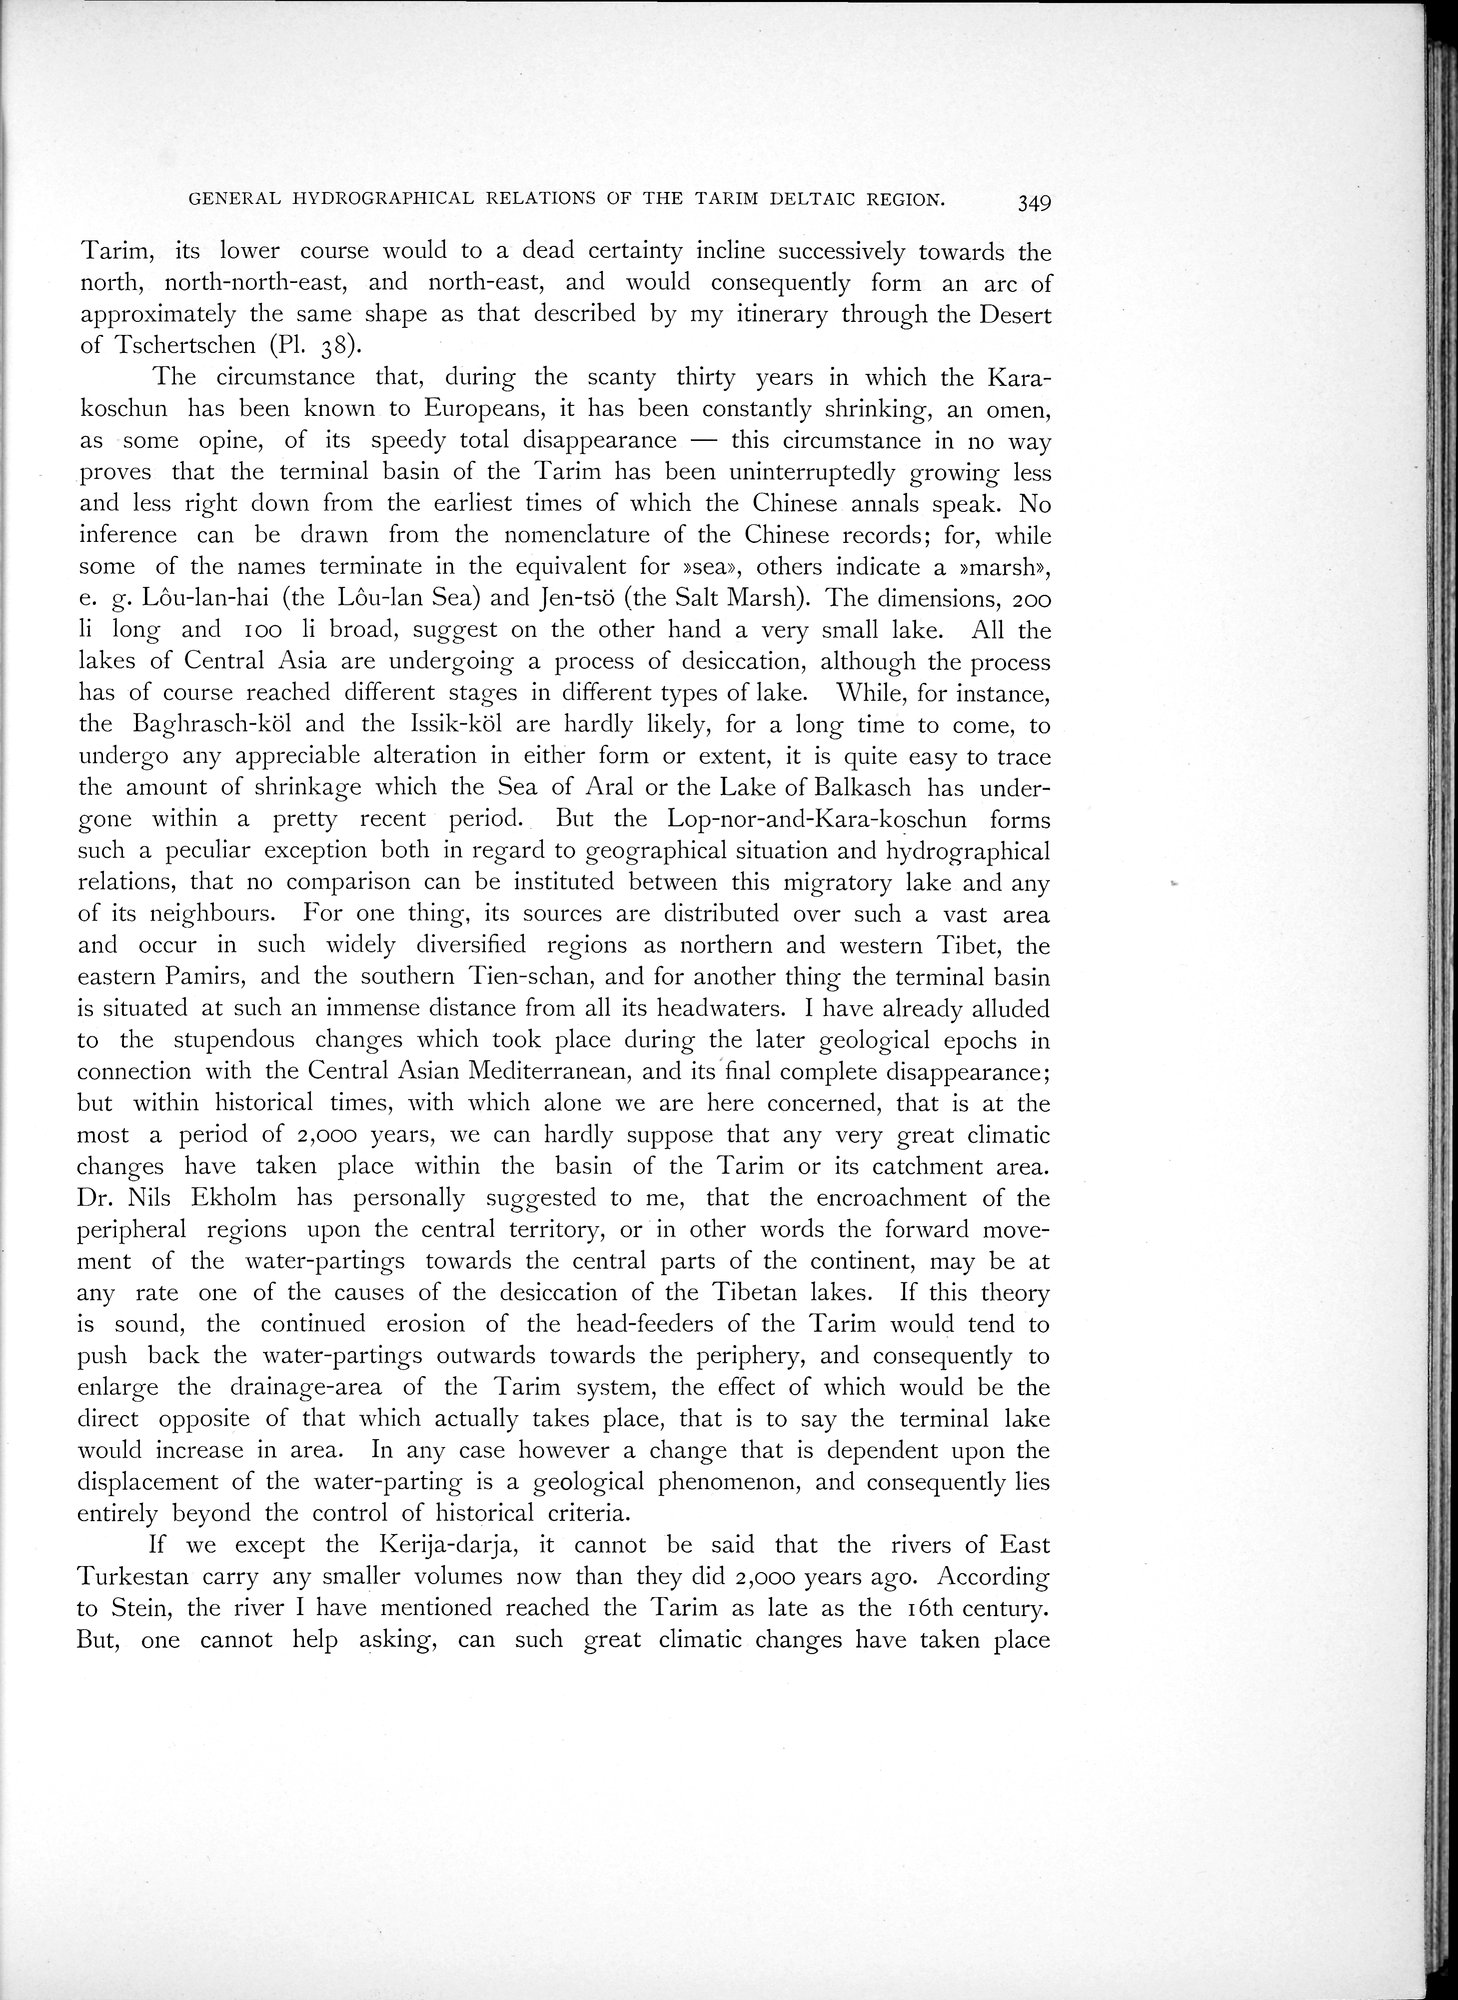 GENERAL HYDROGRAPHICAL RELATIONS OF THE TARIM DELTAIC REGION. 349
Tarim, its lower course would to a dead certainty incline successively towards the
north, north-north-east, and north-east, and would consequently form an arc of
approximately the same shape as that described by my itinerary through the Desert
of Tschertschen (Pl. 38).
The circumstance that, during the scanty thirty years in which the Kara-
koschun has been known to Europeans, it has been constantly shrinking, an omen,
as some opine, of its speedy total disappearance — this circumstance in no way
proves that the terminal basin of the Tarim has been uninterruptedly growing less
and less right down from the earliest times of which the Chinese annals speak. No
inference can be drawn from the nomenclature of the Chinese records; for, while
some of the names terminate in the equivalent for »sea», others indicate a »marsh»,
e. g. Lôu-lan-hai (the Lôu-lan Sea) and Jen-tsö (the Salt Marsh). The dimensions, 200
li long and 100 li broad, suggest on the other hand a very small lake. All the
lakes of Central Asia are undergoing a process of desiccation, although the process
has of course reached different stages in different types of lake. While, for instance,
the Baghrasch-köl and the Issik-köl are hardly likely, for a long time to come, to
undergo any appreciable alteration in either form or extent, it is quite easy to trace
the amount of shrinkage which the Sea of Aral or the Lake of Balkasch has under-
gone within a pretty recent period. But the Lop-nor-and-Kara-koschun forms
such a peculiar exception both in regard to geographical situation and hydrographical
relations, that no comparison can be instituted between this migratory lake and any
of its neighbours. For one thing, its sources are distributed over such a vast area
and occur in such widely diversified regions as northern and western Tibet, the
eastern Pamirs, and the southern Tien-schan, and for another thing the terminal basin
is situated at such an immense distance from all its headwaters. I have already alluded
to the stupendous changes which took place during the later geological epochs in
connection with the Central Asian Mediterranean, and its final complete disappearance;
but within historical times, with which alone we are here concerned, that is at the
most a period of 2,000 years, we can hardly suppose that any very great climatic
changes have taken place within the basin of the Tarim or its catchment area.
Dr. Nils Ekholm has personally suggested to me, that the encroachment of the
peripheral regions upon the central territory, or in other words the forward move-
ment of the water-partings towards the central parts of the continent, may be at
any rate one of the causes of the desiccation of the Tibetan lakes. If this theory
is sound, the continued erosion of the head-feeders of the Tarim would tend to
push back the water-partings outwards towards the periphery, and consequently to
enlarge the drainage-area of the Tarim system, the effect of which would be the
direct opposite of that which actually takes place, that is to say the terminal lake
would increase in area. In any case however a change that is dependent upon the
displacement of the water-parting is a geological phenomenon, and consequently lies
entirely beyond the control of historical criteria.
If we except the Kerija-darja, it cannot be said that the rivers of East
Turkestan carry any smaller volumes now than they did 2,000 years ago. According
to Stein, the river I have mentioned reached the Tarim as late as the 16th century.
But, one cannot help asking, can such great climatic changes have taken place